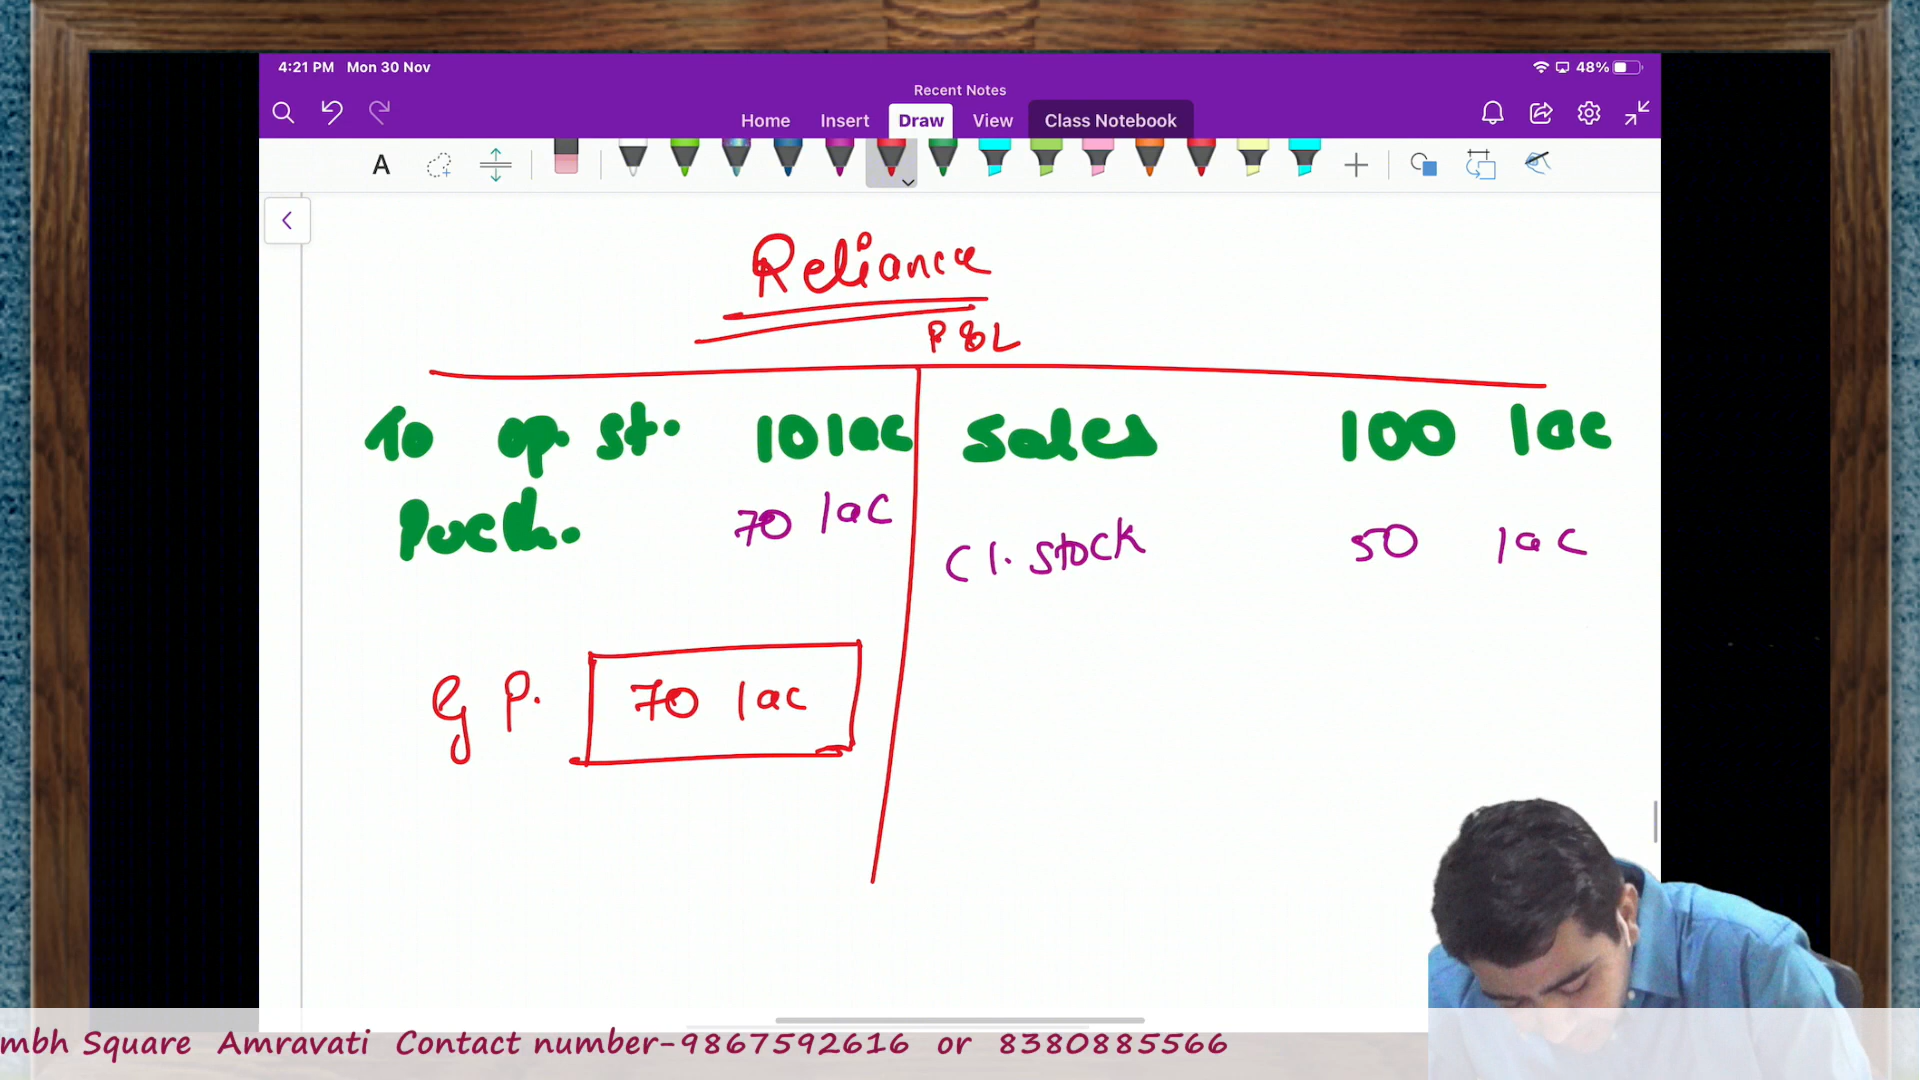 4:21 PM Mon 30 Nov
48%
Recent Notes
Home Insert Draw View Class Notebook
A
Reliance
P&L
To op. st. 10 lac Sales 100 lac
Purch. 70 lac Cl. Stock 50 lac
G P. 70 lac
mbh Square Amravati Contact number-9867592616 or 8380885566